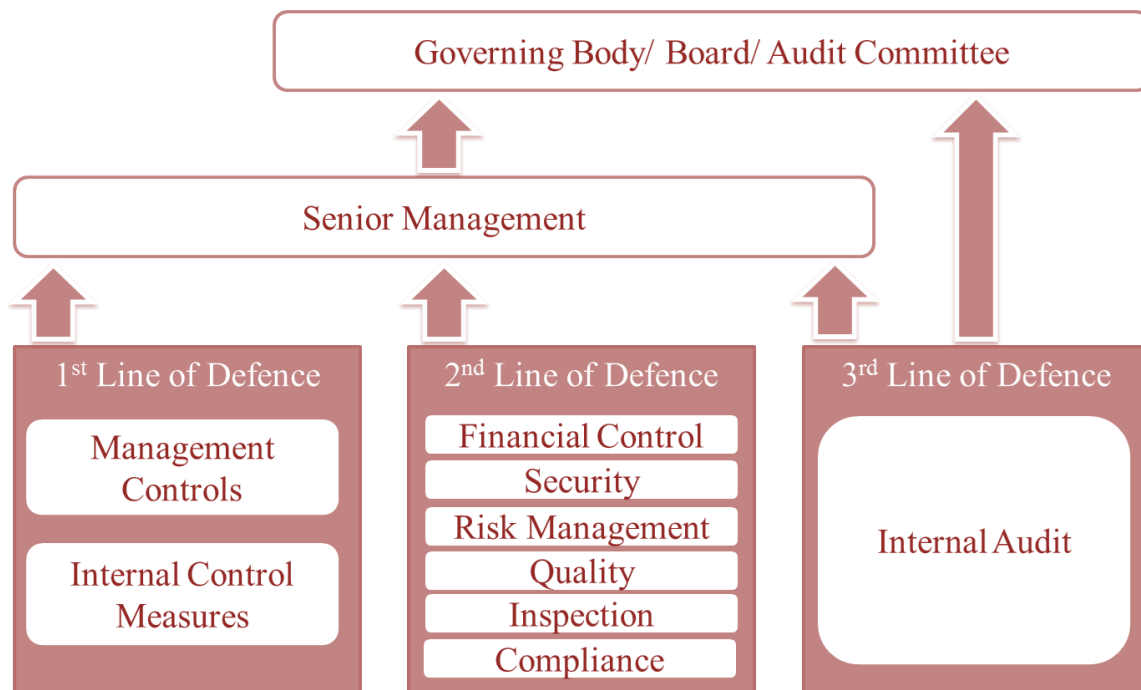 Governing Body/ Board/ Audit Committee
Senior Management
1st Line of Defence
Management
Controls
Internal Control
Measures
2nd Line of Defence
Financial Control
Security
Risk Management
Quality
Inspection
Compliance
3rd Line of Defence
Internal Audit